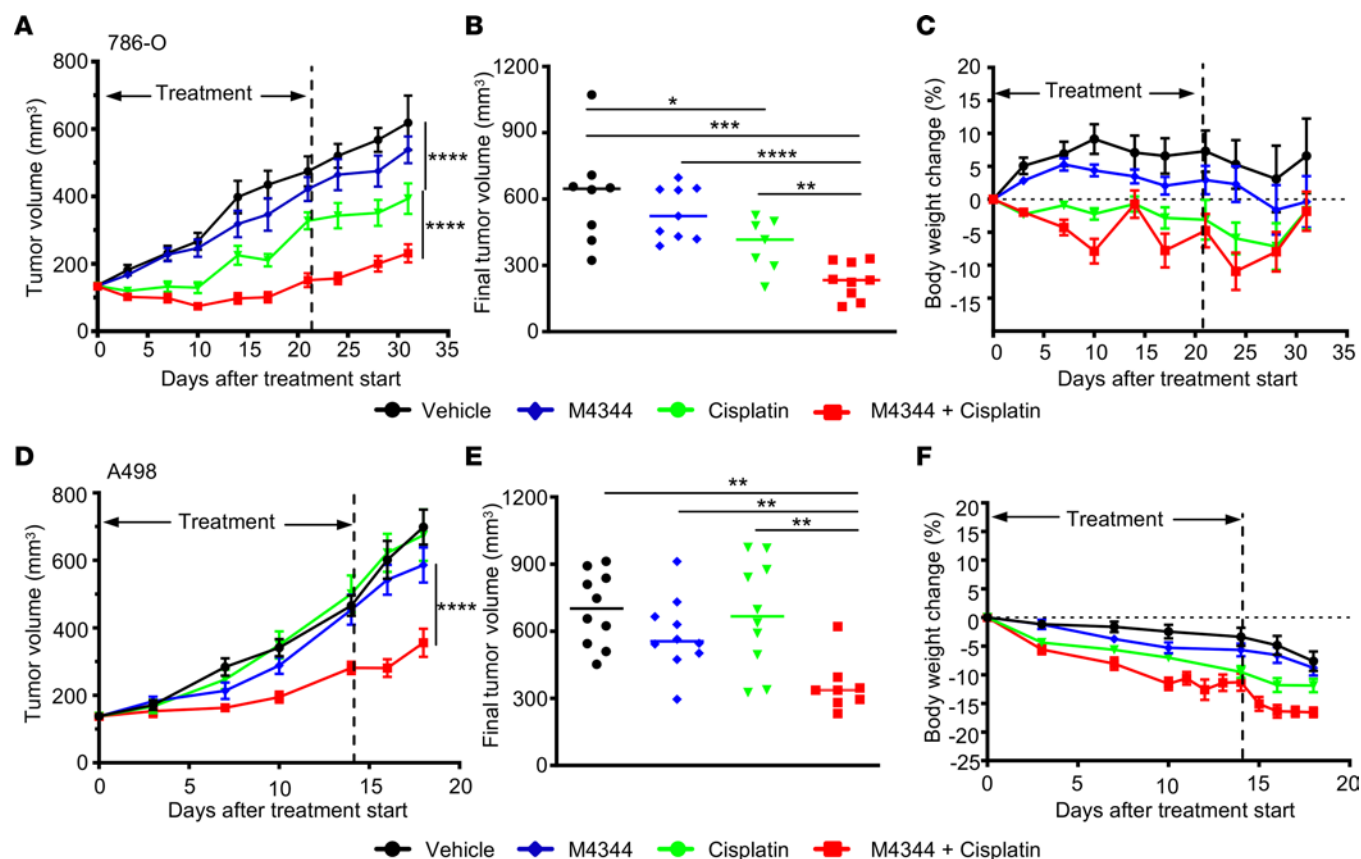 A
786-O
Tumor volume (mm³)
800
600
400
200
0
Treatment
****
****
0 5 10 15 20 25 30 35
Days after treatment start
B
Final tumor volume (mm³)
1200
900
600
300
0
*
***
****
**
C
Body weight change (%)
20
15
10
5
0
-5
-10
-15
Treatment
0 5 10 15 20 25 30 35
Days after treatment start
Vehicle M4344 Cisplatin M4344 + Cisplatin
D
A498
Tumor volume (mm³)
800
600
400
200
0
Treatment
****
0 5 10 15 20
Days after treatment start
E
Final tumor volume (mm³)
1200
900
600
300
0
**
**
**
F
Body weight change (%)
20
15
10
5
0
-5
-10
-15
-20
-25
Treatment
0 5 10 15 20
Days after treatment start
Vehicle M4344 Cisplatin M4344 + Cisplatin